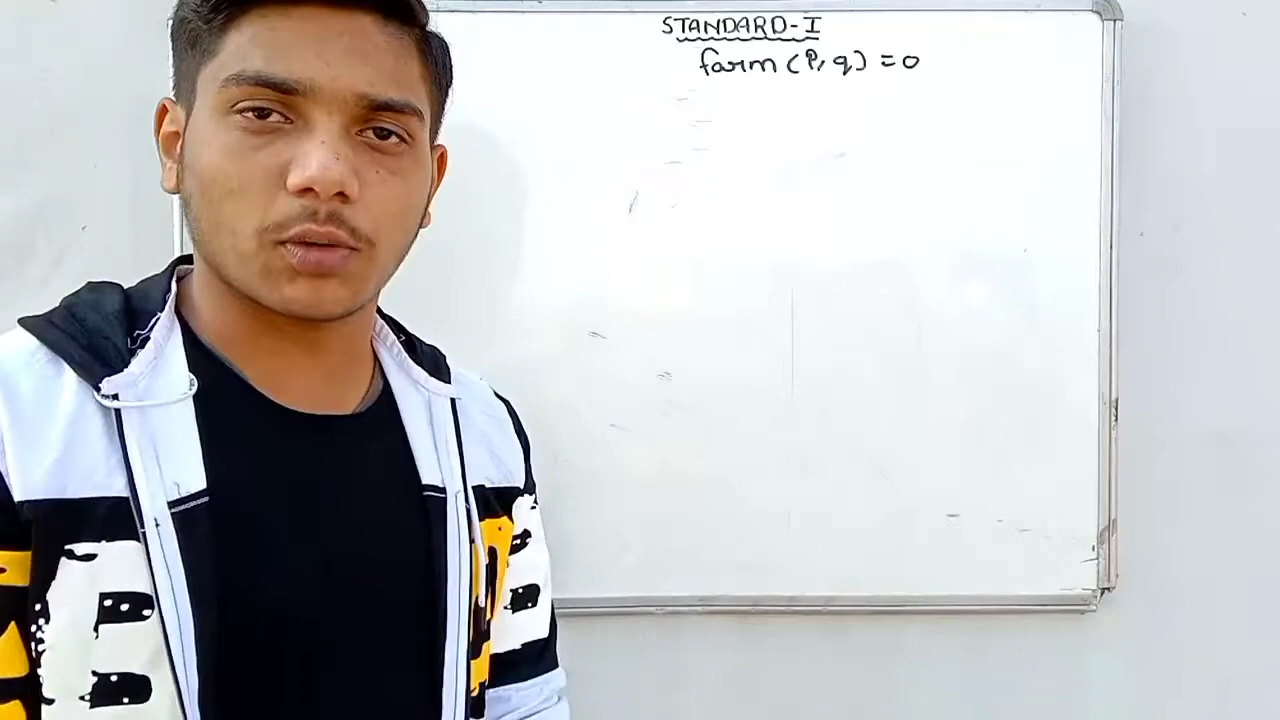 STANDARD-I
farm (P, q) = 0